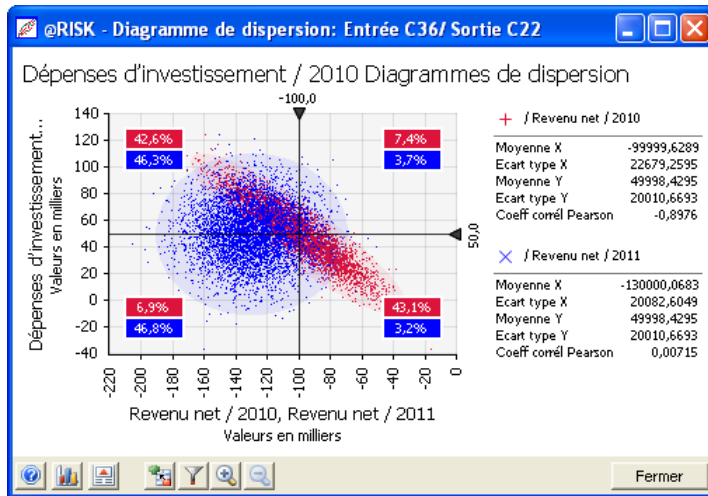 @RISK - Diagramme de dispersion: Entrée C36/ Sortie C22
Dépenses d'investissement / 2010 Diagrammes de dispersion
-100,0
140
120
100
80
60
40
20
0
-20
-40
Dépenses d'investissement...
Valeurs en milliers
42,6%
46,3%
7,4%
3,7%
6,9%
46,8%
43,1%
3,2%
50,0
-220
-200
-180
-160
-140
-120
-100
-80
-60
-40
-20
0
Revenu net / 2010, Revenu net / 2011
Valeurs en milliers
/ Revenu net / 2010
Moyenne X -99999,6289
Ecart type X 22679,2595
Moyenne Y 49998,4295
Ecart type Y 20010,6693
Coeff corrél Pearson -0,8976
/ Revenu net / 2011
Moyenne X -130000,0683
Ecart type X 20082,6049
Moyenne Y 49998,4295
Ecart type Y 20010,6693
Coeff corrél Pearson 0,00715
Fermer